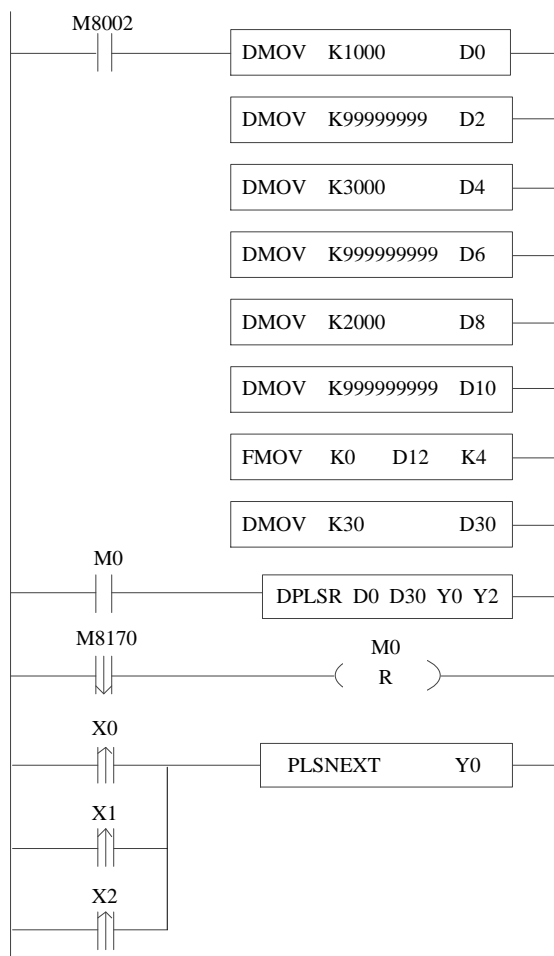 M8002
DMOV K1000 D0
DMOV K99999999 D2
DMOV K3000 D4
DMOV K999999999 D6
DMOV K2000 D8
DMOV K999999999 D10
FMOV K0 D12 K4
DMOV K30 D30
M0
DPLSR D0 D30 Y0 Y2
M8170
M0
R
X0
PLSNEXT Y0
X1
X2